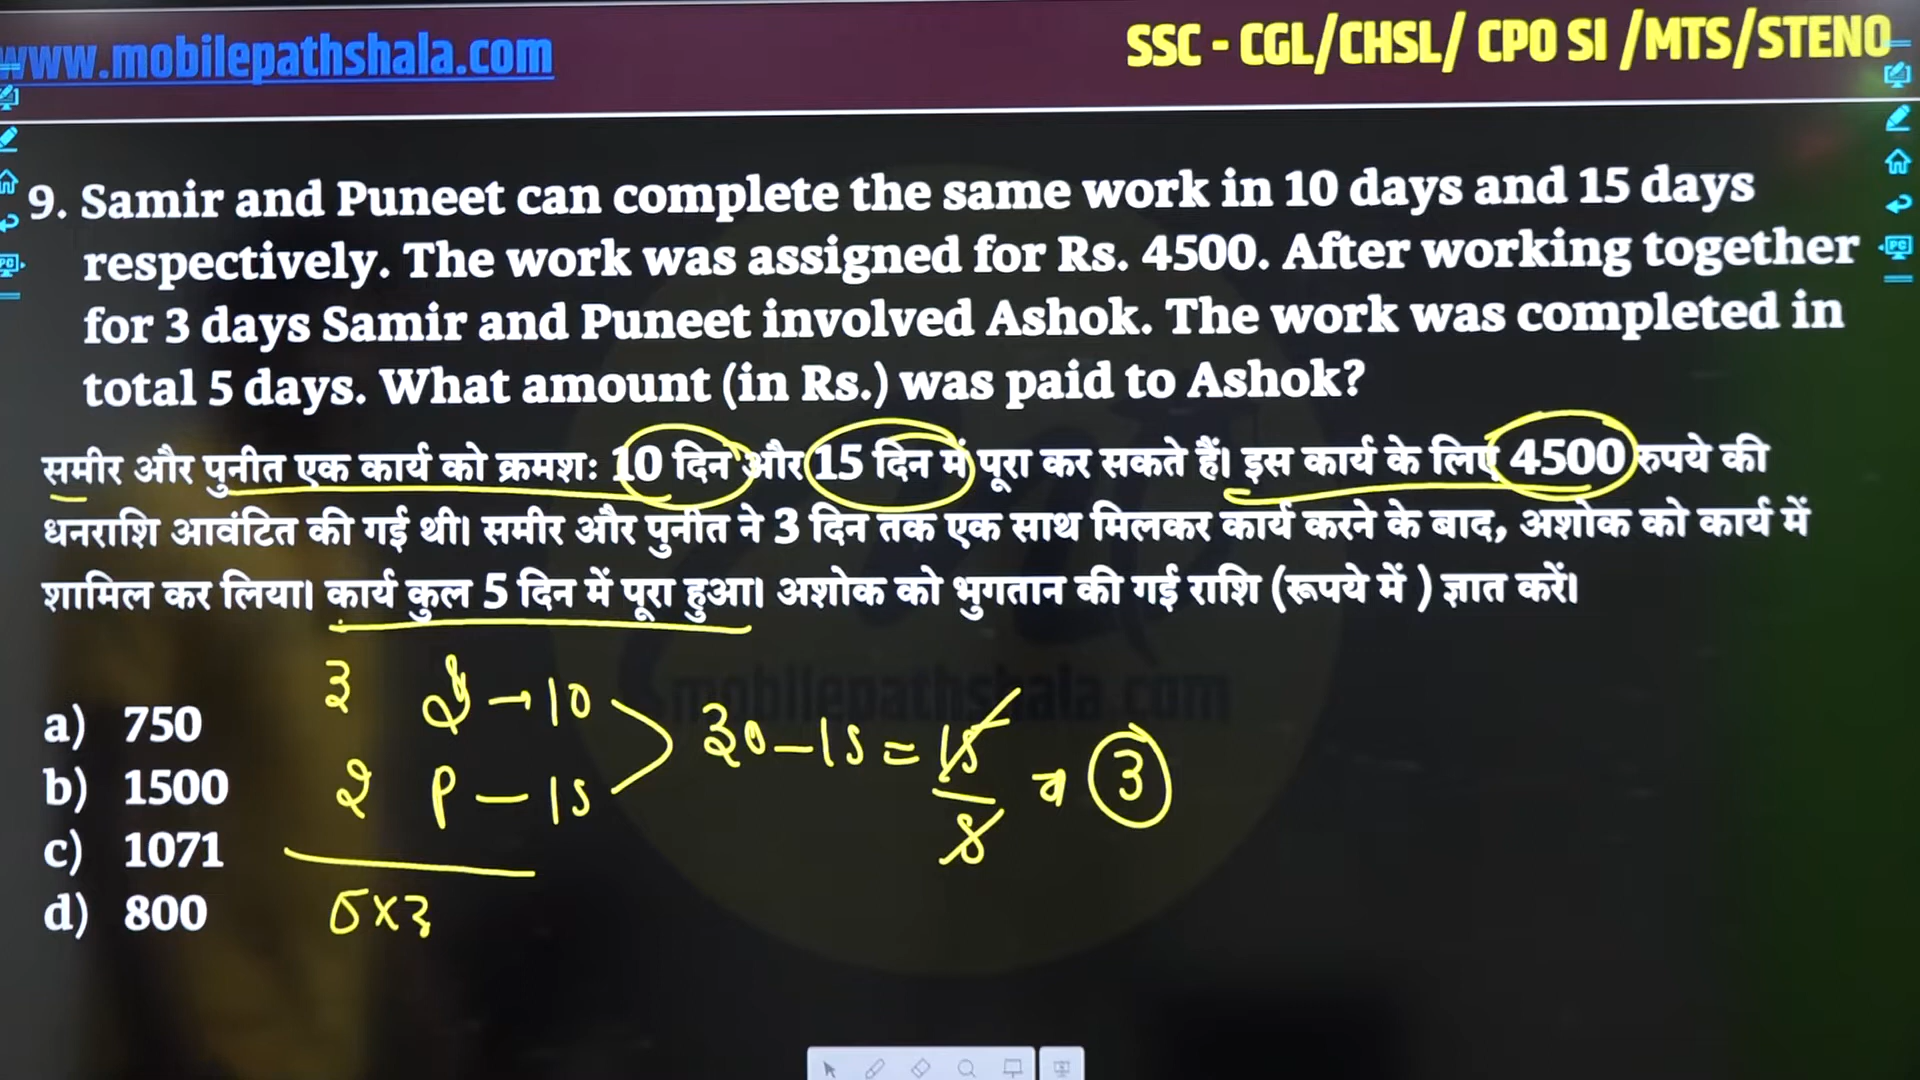 www.mobilepathshala.com
SSC - CGL/CHSL/ CPO SI /MTS/STENO
9. Samir and Puneet can complete the same work in 10 days and 15 days
respectively. The work was assigned for Rs. 4500. After working together
for 3 days Samir and Puneet involved Ashok. The work was completed in
total 5 days. What amount (in Rs.) was paid to Ashok?
समीर और पुनीत एक कार्य को क्रमशः 10 दिन और 15 दिन में पूरा कर सकते हैं। इस कार्य के लिए 4500 रुपये की
धनराशि आवंटित की गई थी। समीर और पुनीत ने 3 दिन तक एक साथ मिलकर कार्य करने के बाद, अशोक को कार्य में
शामिल कर लिया। कार्य कुल 5 दिन में पूरा हुआ। अशोक को भुगतान की गई राशि (रूपये में ) ज्ञात करें।
mobilepathshala.com
3 S → 10
2 P — 15
30 — 15 = 15
3
5×3
a) 750
b) 1500
c) 1071
d) 800
PC
PC